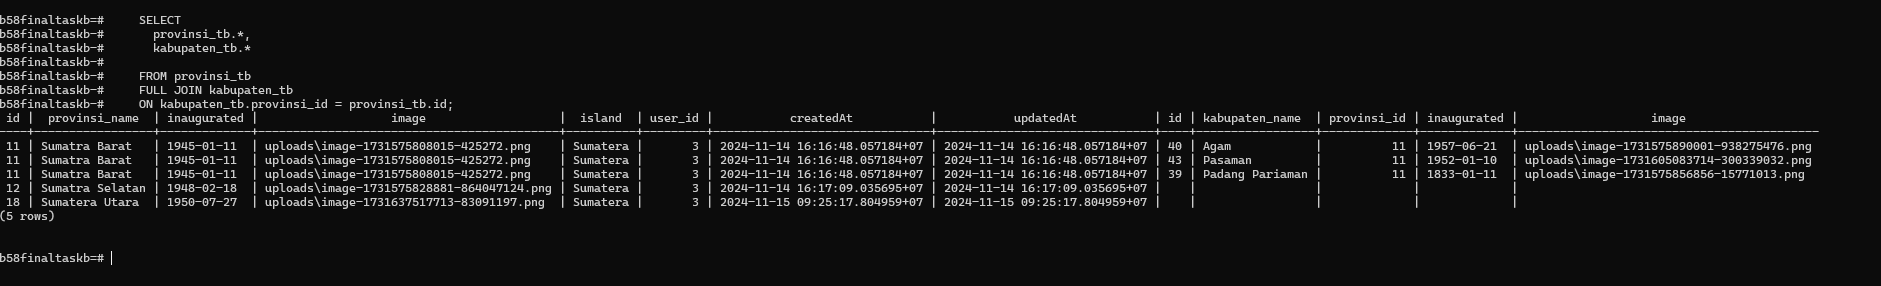 b58finaltaskb=#     SELECT
b58finaltaskb-#       provinsi_tb.*,
b58finaltaskb-#       kabupaten_tb.*
b58finaltaskb-#
b58finaltaskb-#     FROM provinsi_tb
b58finaltaskb-#     FULL JOIN kabupaten_tb
b58finaltaskb-#     ON kabupaten_tb.provinsi_id = provinsi_tb.id;
 id | provinsi_name | inaugurated | image | island | user_id | createdAt | updatedAt | id | kabupaten_name | provinsi_id | inaugurated | image
 11 | Sumatra Barat | 1945-01-11 | uploads\image-1731575808015-425272.png | Sumatera | 3 | 2024-11-14 16:16:48.057184+07 | 2024-11-14 16:16:48.057184+07 | 40 | Agam | 11 | 1957-06-21 | uploads\image-1731575890001-938275476.png
 11 | Sumatra Barat | 1945-01-11 | uploads\image-1731575808015-425272.png | Sumatera | 3 | 2024-11-14 16:16:48.057184+07 | 2024-11-14 16:16:48.057184+07 | 43 | Pasaman | 11 | 1952-01-10 | uploads\image-1731605083714-300339032.png
 11 | Sumatra Barat | 1945-01-11 | uploads\image-1731575808015-425272.png | Sumatera | 3 | 2024-11-14 16:16:48.057184+07 | 2024-11-14 16:16:48.057184+07 | 39 | Padang Pariaman | 11 | 1833-01-11 | uploads\image-1731575856856-15771013.png
 12 | Sumatra Selatan | 1948-02-18 | uploads\image-1731575828881-864047124.png | Sumatera | 3 | 2024-11-14 16:17:09.035695+07 | 2024-11-14 16:17:09.035695+07 | | | | |
 18 | Sumatera Utara | 1950-07-27 | uploads\image-1731637517713-83091197.png | Sumatera | 3 | 2024-11-15 09:25:17.804959+07 | 2024-11-15 09:25:17.804959+07 | | | | |
(5 rows)
b58finaltaskb=#